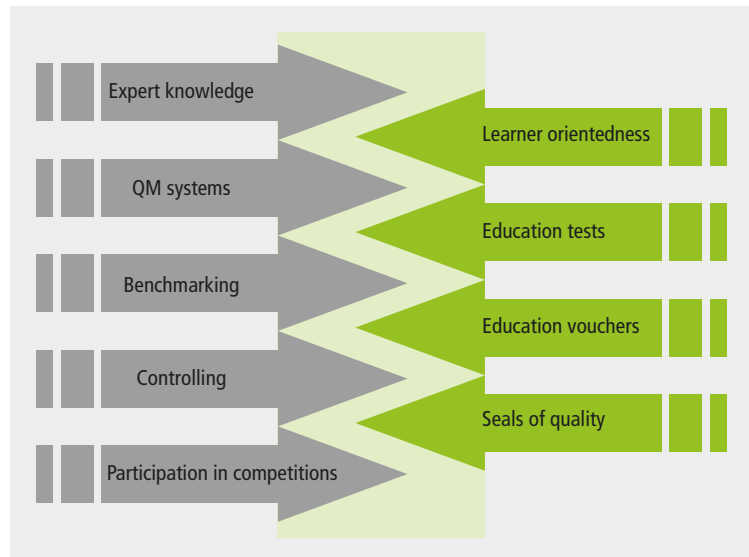 Expert knowledge
Learner orientedness
QM systems
Education tests
Benchmarking
Education vouchers
Controlling
Seals of quality
Participation in competitions